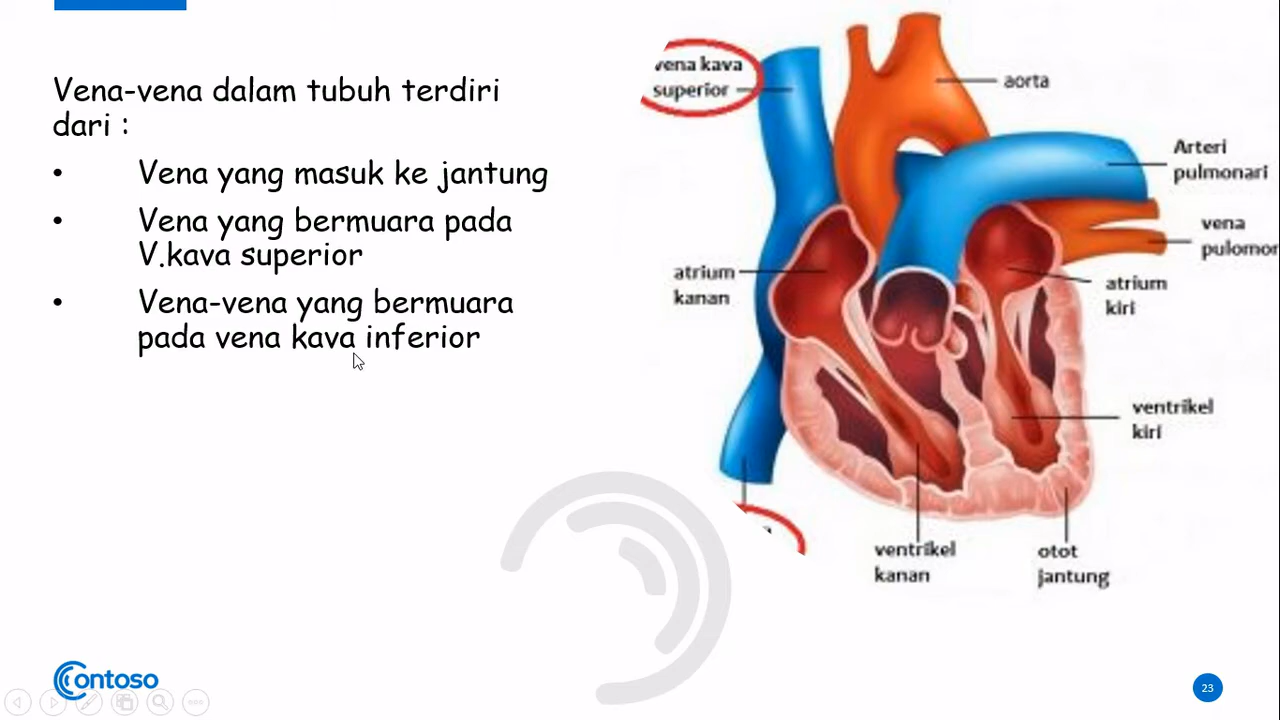 Vena-vena dalam tubuh terdiri
dari :
• Vena yang masuk ke jantung
• Vena yang bermuara pada
V.kava superior
• Vena-vena yang bermuara
pada vena kava inferior
vena kava
superior
aorta
Arteri
pulmonari
vena
pulomon
atrium
kanan
atrium
kiri
ventrikel
kiri
ventrikel
kanan
otot
jantung
Contoso
23